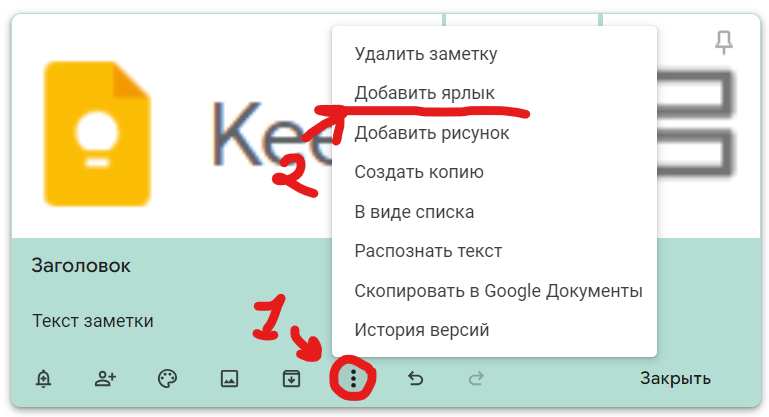 Kee
Удалить заметку
Добавить ярлык
Добавить рисунок
Создать копию
В виде списка
Распознать текст
Скопировать в Google Документы
История версий
2
Заголовок
Текст заметки
1
Закрыть